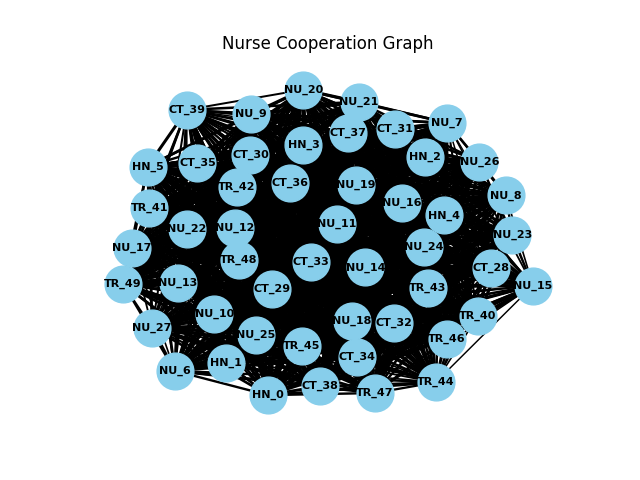 Nurse Cooperation Graph
NU_20
NU_21
CT_39
NU_9
NU_7
CT_37
CT_31
HN_3
CT_30
HN_2
CT_35
NU_26
HN_5
CT_36
NU_19
TR_42
NU_8
NU_16
TR_41
HN_4
NU_11
NU_12
NU_22
NU_23
NU_17
NU_24
TR_48
CT_33
NU_14
CT_28
NU_13
TR_49
NU_15
CT_29
TR_43
NU_10
TR_40
NU_18
CT_32
NU_27
NU_25
TR_46
TR_45
CT_34
HN_1
NU_6
TR_44
CT_38
TR_47
HN_0